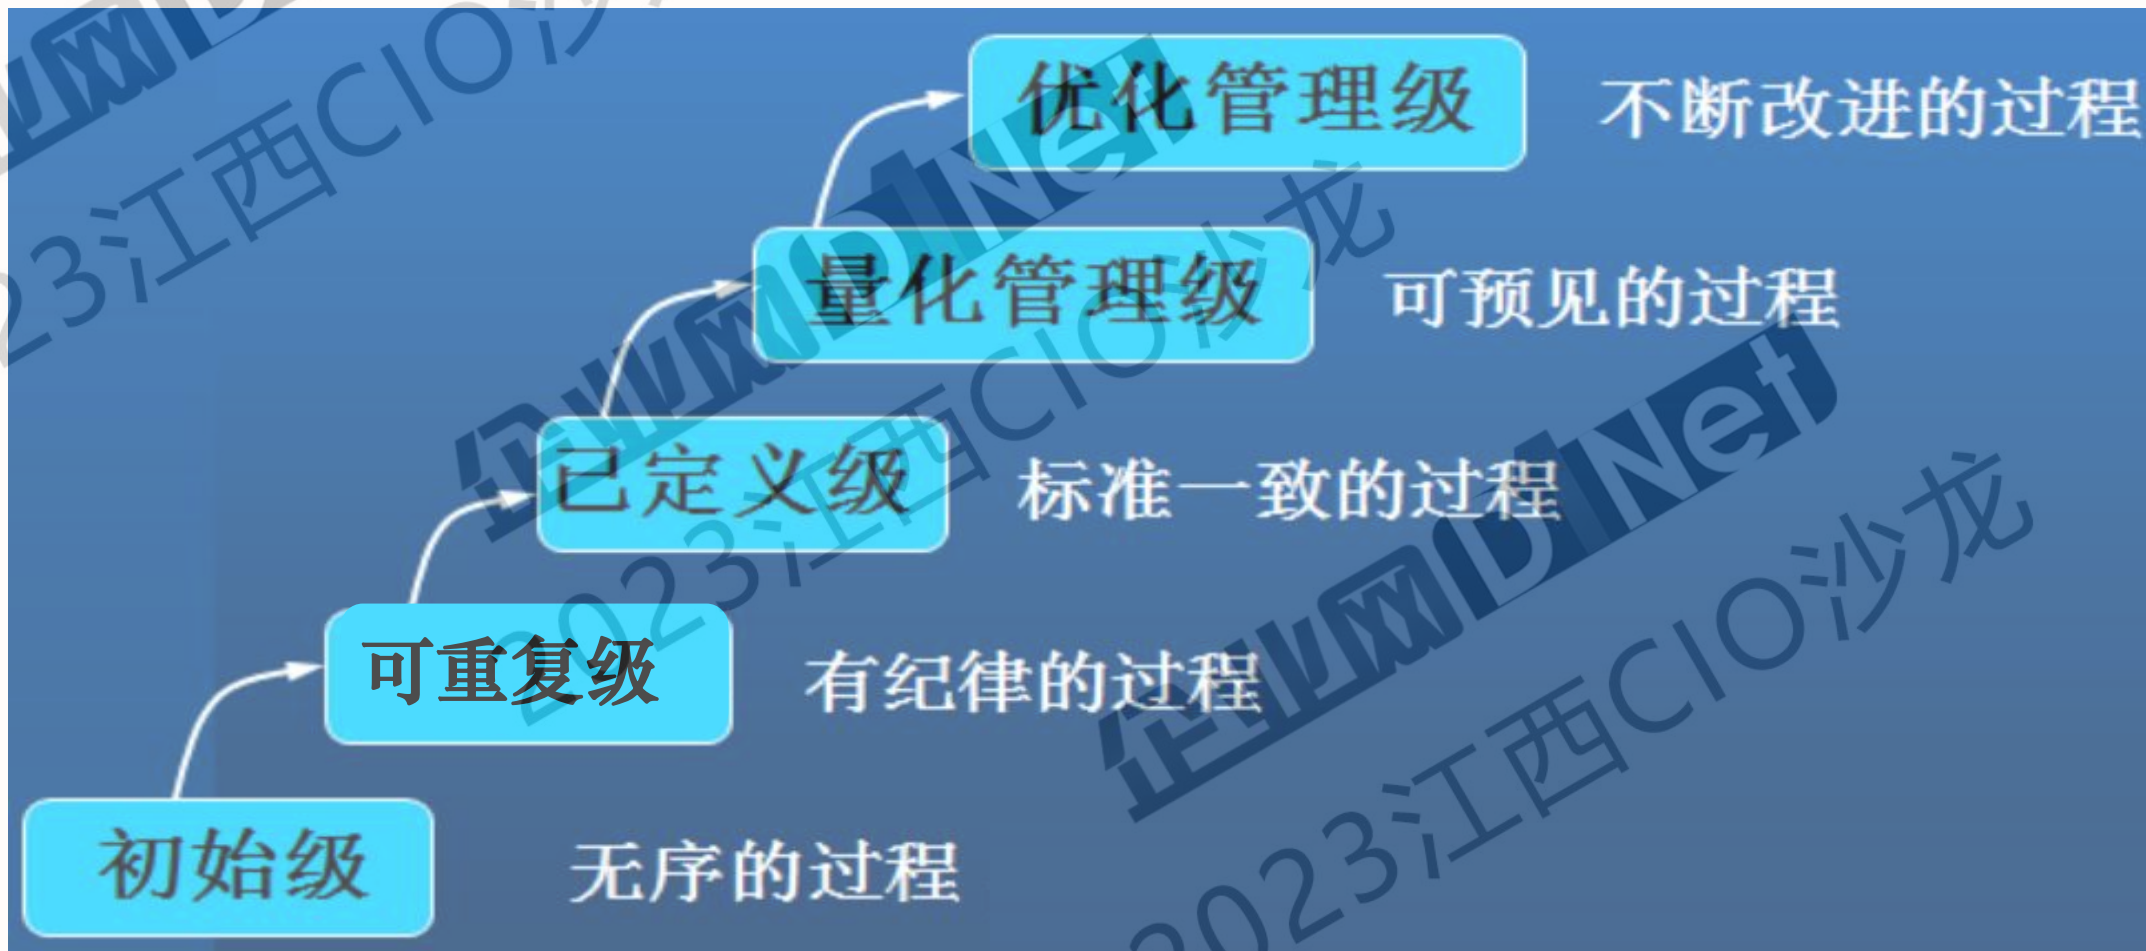 优化管理级 不断改进的过程
量化管理级 可预见的过程
已定义级 标准一致的过程
可重复级 有纪律的过程
初始级 无序的过程
企业网D1Net
2023江西CIO沙龙
企业网D1Net
2023江西CIO沙龙
业网D
23江西CIO沙